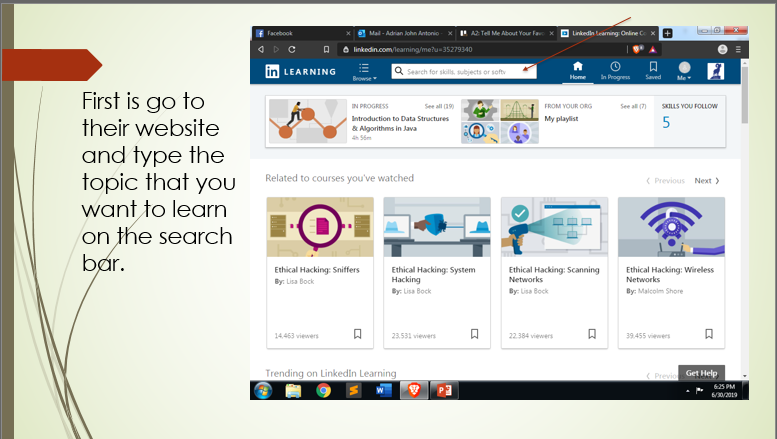 First is go to
their website
and type the
topic that you
want to learn
on the search
bar.
Facebook
Mail - Adrian John Antonio -
A2: Tell Me About Your Favo
LinkedIn Learning: Online Co
linkedin.com/learning/me?u=35279340
in LEARNING
Browse
Search for skills, subjects or softv
Home
In Progress
Saved
Me
IN PROGRESS
See all (19)
Introduction to Data Structures
& Algorithms in Java
4h 56m
FROM YOUR ORG
See all (7)
My playlist
SKILLS YOU FOLLOW
5
Related to courses you've watched
Previous
Next
Ethical Hacking: Sniffers
By: Lisa Bock
14,463 viewers
Ethical Hacking: System
Hacking
By: Lisa Bock
23,531 viewers
Ethical Hacking: Scanning
Networks
By: Lisa Bock
22,384 viewers
Ethical Hacking: Wireless
Networks
By: Malcolm Shore
39,455 viewers
Trending on LinkedIn Learning
Previo
Get Help
6:25 PM
6/30/2019